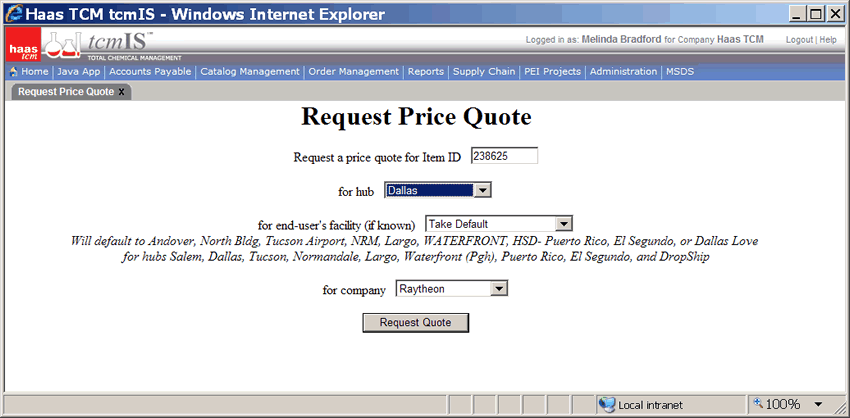 Haas TCM tcmIS - Windows Internet Explorer
haas tcm
tcmIS™
TOTAL CHEMICAL MANAGEMENT
Logged in as: Melinda Bradford for Company Haas TCM
Logout | Help
Home | Java App | Accounts Payable | Catalog Management | Order Management | Reports | Supply Chain | PEI Projects | Administration | MSDS
Request Price Quote x
Request Price Quote
Request a price quote for Item ID 238625
for hub Dallas
for end-user's facility (if known) Take Default
Will default to Andover, North Bldg, Tucson Airport, NRM, Largo, WATERFRONT, HSD- Puerto Rico, El Segundo, or Dallas Love
for hubs Salem, Dallas, Tucson, Normandale, Largo, Waterfront (Pgh), Puerto Rico, El Segundo, and DropShip
for company Raytheon
Request Quote
Local intranet 100%